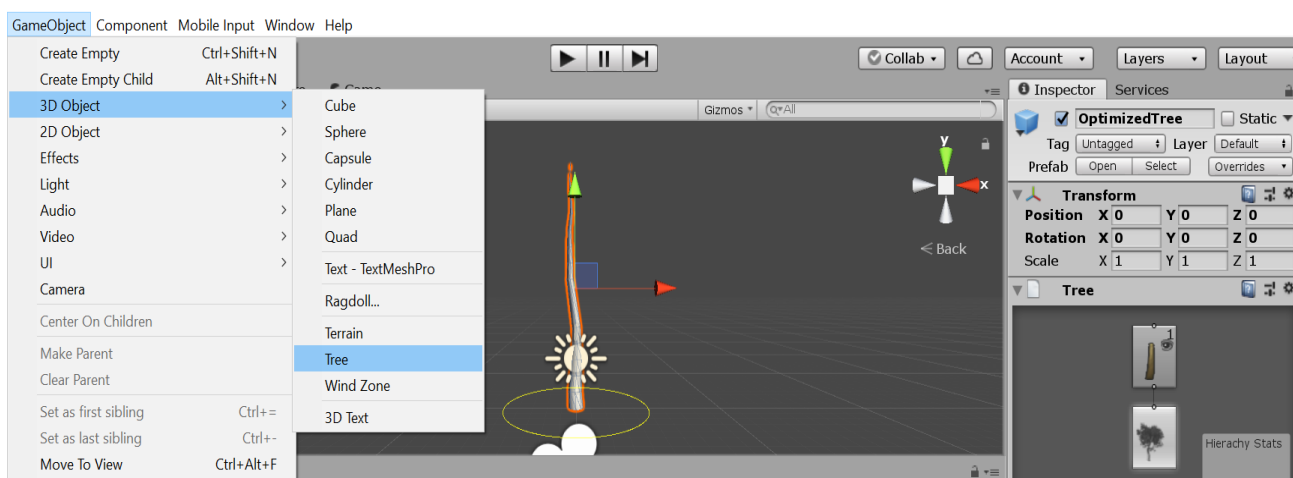 GameObject Component Mobile Input Window Help
Create Empty Ctrl+Shift+N
Create Empty Child Alt+Shift+N
3D Object
2D Object
Effects
Light
Audio
Video
UI
Camera
Center On Children
Make Parent
Clear Parent
Set as first sibling Ctrl+=
Set as last sibling Ctrl+-
Move To View Ctrl+Alt+F
Cube
Sphere
Capsule
Cylinder
Plane
Quad
Text - TextMeshPro
Ragdoll...
Terrain
Tree
Wind Zone
3D Text
Collab Account Layers Layout
Gizmos All
y
x
Back
Inspector Services
OptimizedTree Static
Tag Untagged Layer Default
Prefab Open Select Overrides
Transform
Position X 0 Y 0 Z 0
Rotation X 0 Y 0 Z 0
Scale X 1 Y 1 Z 1
Tree
1
Hierachy Stats